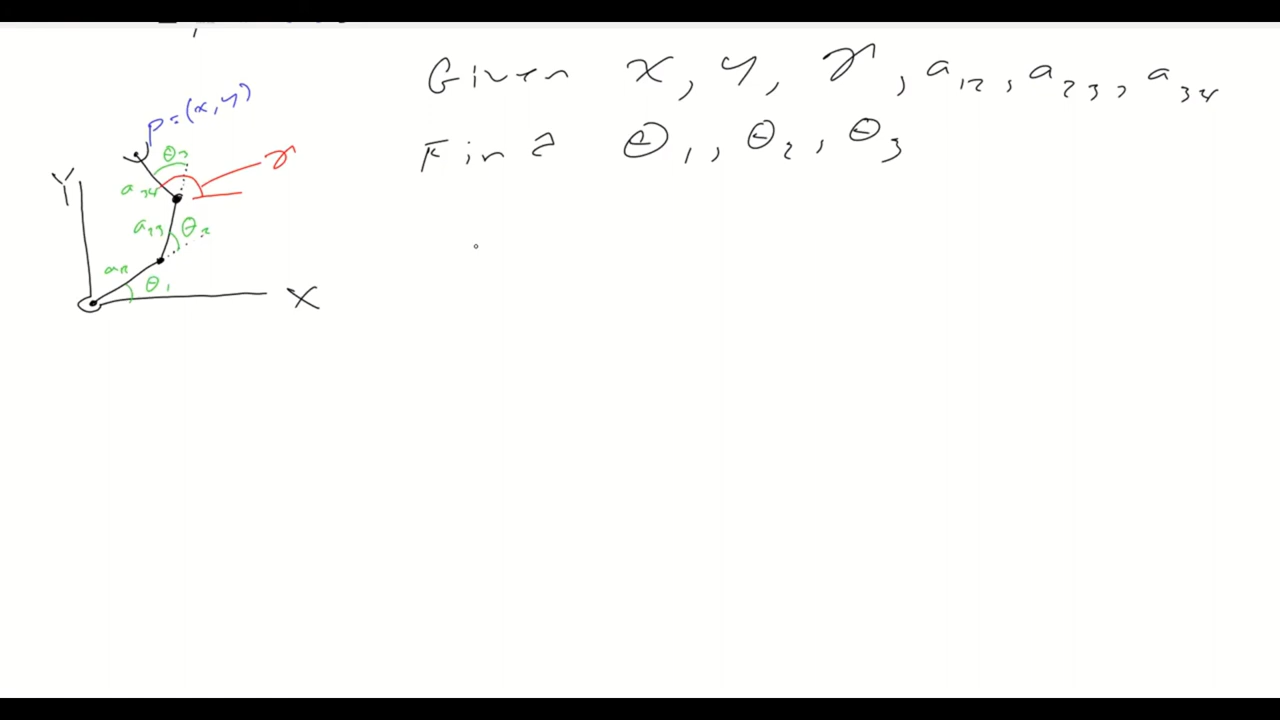 Given x, y, γ, a₁₂, a₂₃, a₃₄
Find θ₁, θ₂, θ₃
p=(x,y)
θ₃
γ
Y
a₃₄
a₂₃
θ₂
a₁₂
θ₁
X